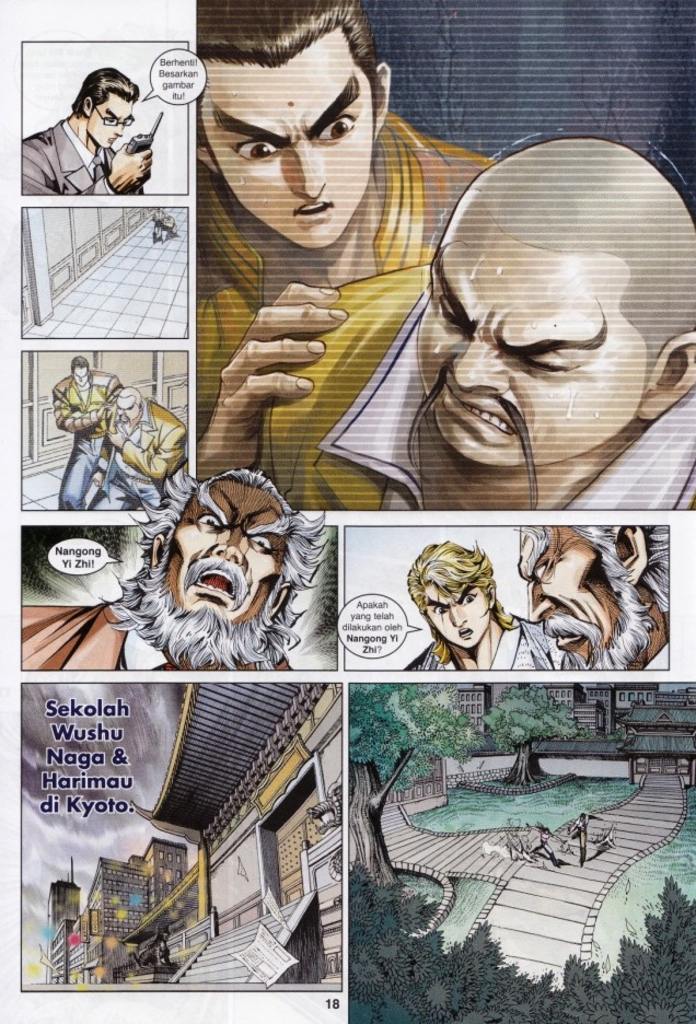 Berhenti!
Besarkan
gambar
itu!
Nangong
Yi Zhi!
Apakah
yang telah
dilakukan oleh
Nangong Yi
Zhi?
Sekolah
Wushu
Naga &
Harimau
di Kyoto.
18